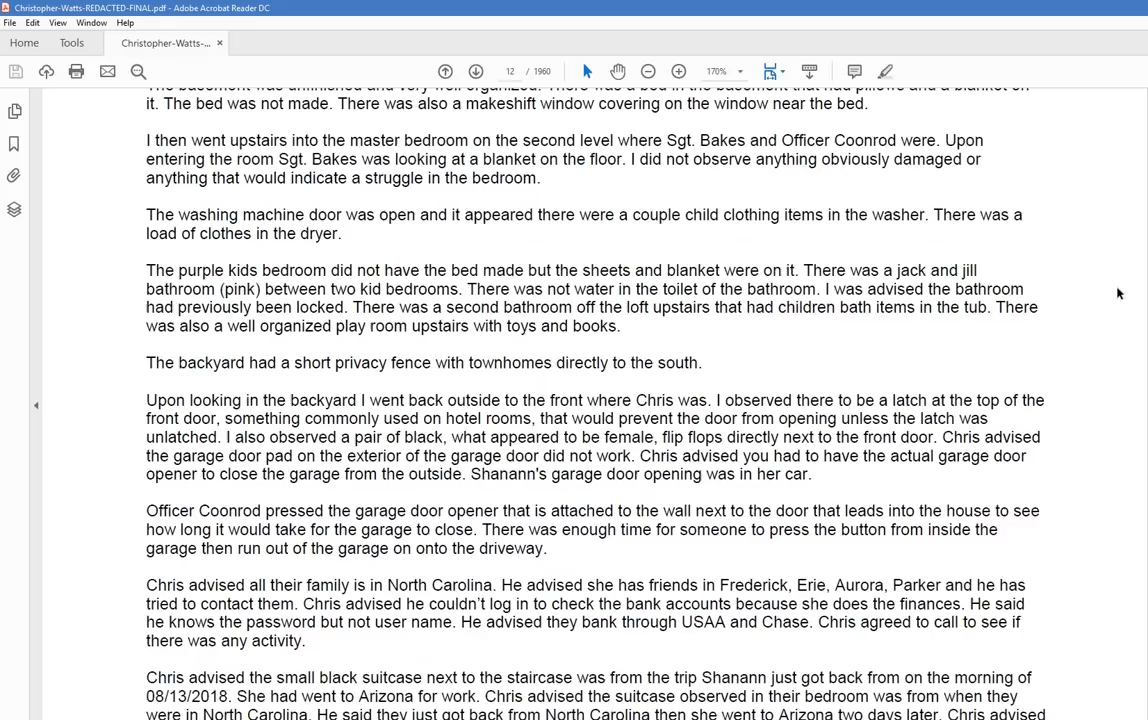 Christopher-Watts-REDACTED-FINAL.pdf - Adobe Acrobat Reader DC
File Edit View Window Help
Home Tools Christopher-Watts-... ×
12 / 1960 170%
The basement was unfinished and very well organized. There was a bed in the basement that had pillows and a blanket on
it. The bed was not made. There was also a makeshift window covering on the window near the bed.
I then went upstairs into the master bedroom on the second level where Sgt. Bakes and Officer Coonrod were. Upon
entering the room Sgt. Bakes was looking at a blanket on the floor. I did not observe anything obviously damaged or
anything that would indicate a struggle in the bedroom.
The washing machine door was open and it appeared there were a couple child clothing items in the washer. There was a
load of clothes in the dryer.
The purple kids bedroom did not have the bed made but the sheets and blanket were on it. There was a jack and jill
bathroom (pink) between two kid bedrooms. There was not water in the toilet of the bathroom. I was advised the bathroom
had previously been locked. There was a second bathroom off the loft upstairs that had children bath items in the tub. There
was also a well organized play room upstairs with toys and books.
The backyard had a short privacy fence with townhomes directly to the south.
Upon looking in the backyard I went back outside to the front where Chris was. I observed there to be a latch at the top of the
front door, something commonly used on hotel rooms, that would prevent the door from opening unless the latch was
unlatched. I also observed a pair of black, what appeared to be female, flip flops directly next to the front door. Chris advised
the garage door pad on the exterior of the garage door did not work. Chris advised you had to have the actual garage door
opener to close the garage from the outside. Shanann's garage door opening was in her car.
Officer Coonrod pressed the garage door opener that is attached to the wall next to the door that leads into the house to see
how long it would take for the garage to close. There was enough time for someone to press the button from inside the
garage then run out of the garage on onto the driveway.
Chris advised all their family is in North Carolina. He advised she has friends in Frederick, Erie, Aurora, Parker and he has
tried to contact them. Chris advised he couldn't log in to check the bank accounts because she does the finances. He said
he knows the password but not user name. He advised they bank through USAA and Chase. Chris agreed to call to see if
there was any activity.
Chris advised the small black suitcase next to the staircase was from the trip Shanann just got back from on the morning of
08/13/2018. She had went to Arizona for work. Chris advised the suitcase observed in their bedroom was from when they
were in North Carolina. He said they just got back from North Carolina then she went to Arizona two days later. Chris advised